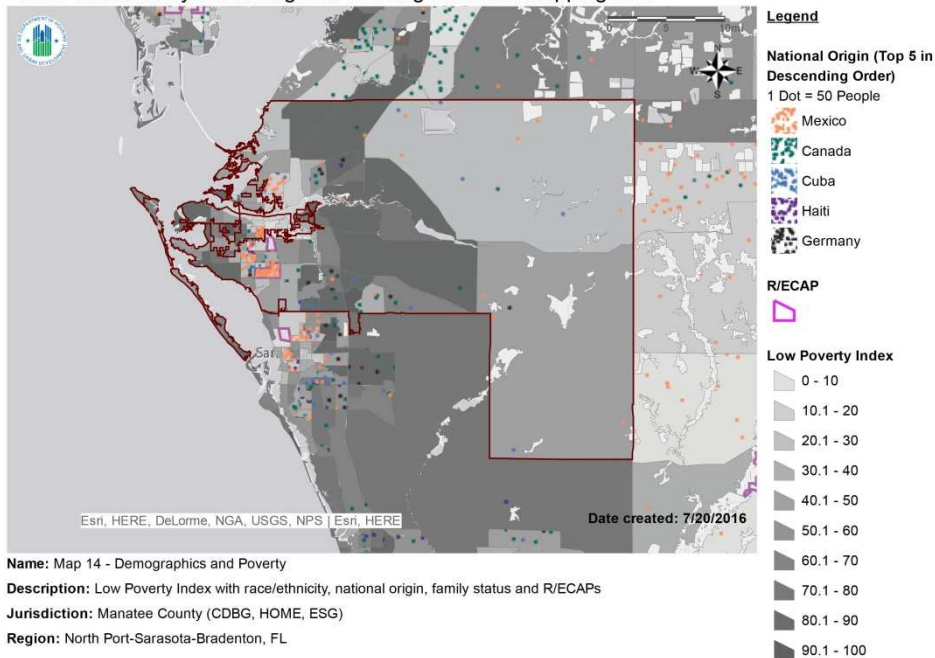 0 5 10mi
N
W E
S
Sar
Esri, HERE, DeLorme, NGA, USGS, NPS | Esri, HERE
Date created: 7/20/2016
Legend
National Origin (Top 5 in
Descending Order)
1 Dot = 50 People
Mexico
Canada
Cuba
Haiti
Germany
R/ECAP
Low Poverty Index
0 - 10
10.1 - 20
20.1 - 30
30.1 - 40
40.1 - 50
50.1 - 60
60.1 - 70
70.1 - 80
80.1 - 90
90.1 - 100
Name: Map 14 - Demographics and Poverty
Description: Low Poverty Index with race/ethnicity, national origin, family status and R/ECAPs
Jurisdiction: Manatee County (CDBG, HOME, ESG)
Region: North Port-Sarasota-Bradenton, FL